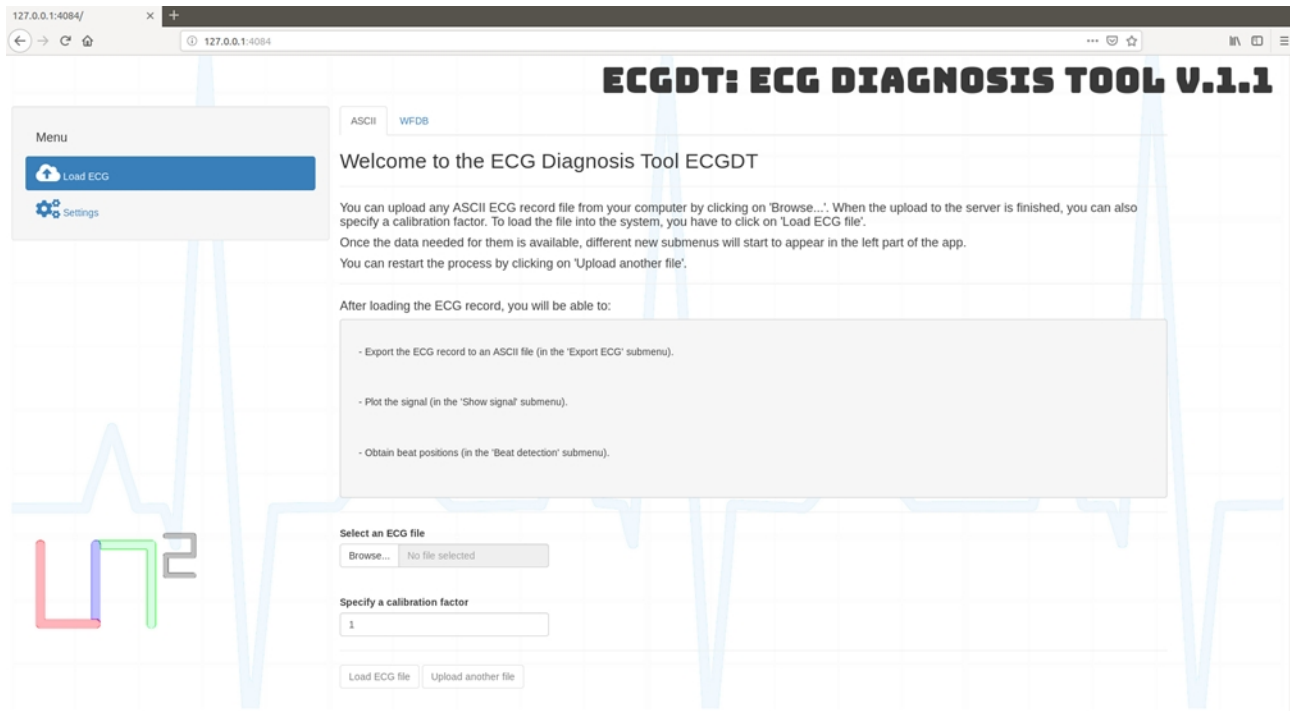 127.0.0.1:4084/
127.0.0.1:4084
ECGDT: ECG DIAGNOSIS TOOL V.1.1
Menu
Load ECG
Settings
ASCII WFDB
Welcome to the ECG Diagnosis Tool ECGDT
You can upload any ASCII ECG record file from your computer by clicking on 'Browse...'. When the upload to the server is finished, you can also
specify a calibration factor. To load the file into the system, you have to click on 'Load ECG file'.
Once the data needed for them is available, different new submenus will start to appear in the left part of the app.
You can restart the process by clicking on 'Upload another file'.
After loading the ECG record, you will be able to:
- Export the ECG record to an ASCII file (in the 'Export ECG' submenu).
- Plot the signal (in the 'Show signal' submenu).
- Obtain beat positions (in the 'Beat detection' submenu).
Select an ECG file
Browse... No file selected
Specify a calibration factor
1
Load ECG file Upload another file